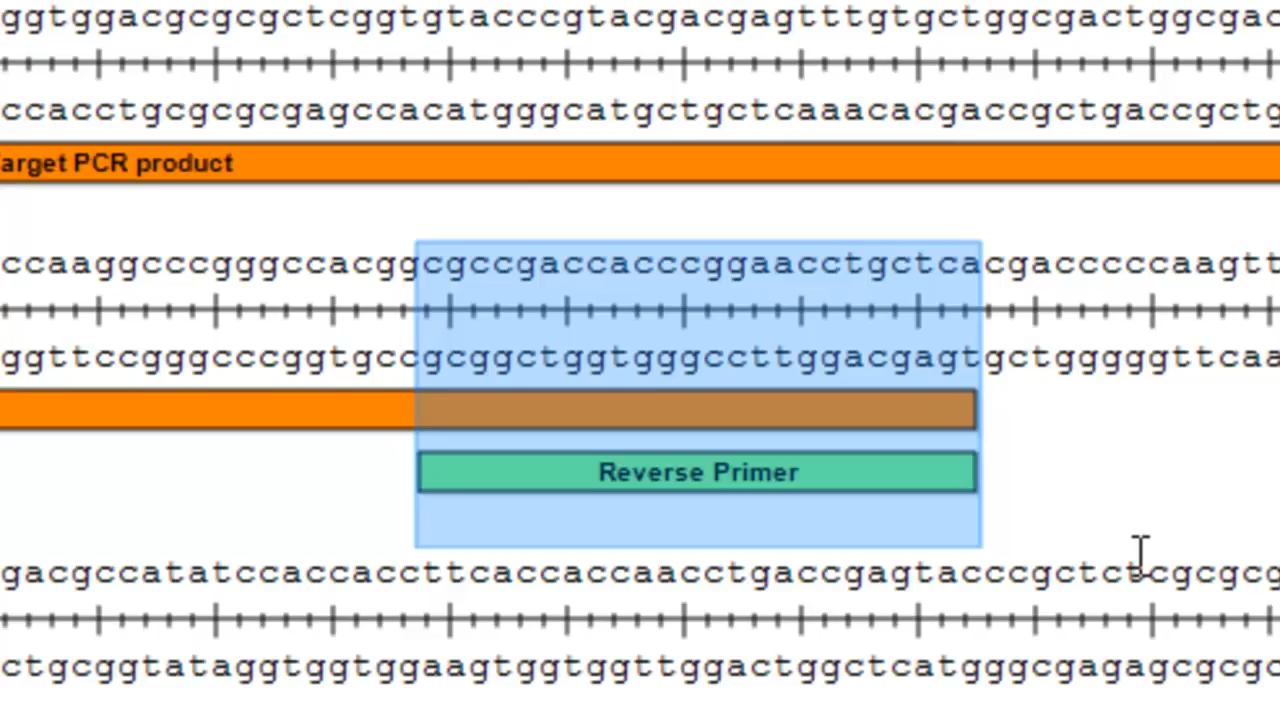 ggtggacgcgcgctcggtgtacccgtacgacgagtttgtgctggcgactggcgac
ccacctgcgcgcgagccacatgggcatgctgctcaaacacgaccgctgaccgctg
arget PCR product
ccaaggcccgggccacggcgccgaccacccggaacctgctcacgacccccaagtt
ggttccgggcccggtgccgcggctggtgggccttggacgagtgctgggggttcaa
Reverse Primer
gacgccatatccaccaccttcaccaccaacctgaccgagtacccgctctcgcgcg
ctgcggtataggtggtggaagtggtggttggactggctcatgggcgagagcgcgc